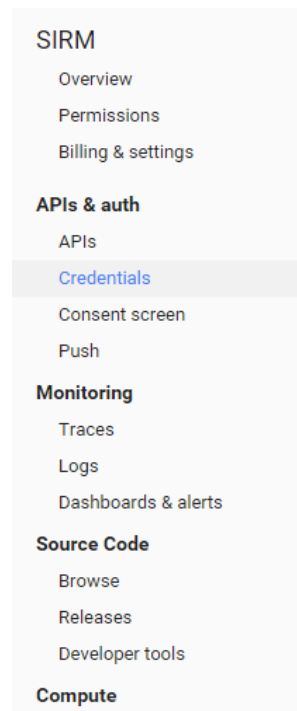 SIRM
Overview
Permissions
Billing & settings
APIs & auth
APIs
Credentials
Consent screen
Push
Monitoring
Traces
Logs
Dashboards & alerts
Source Code
Browse
Releases
Developer tools
Compute